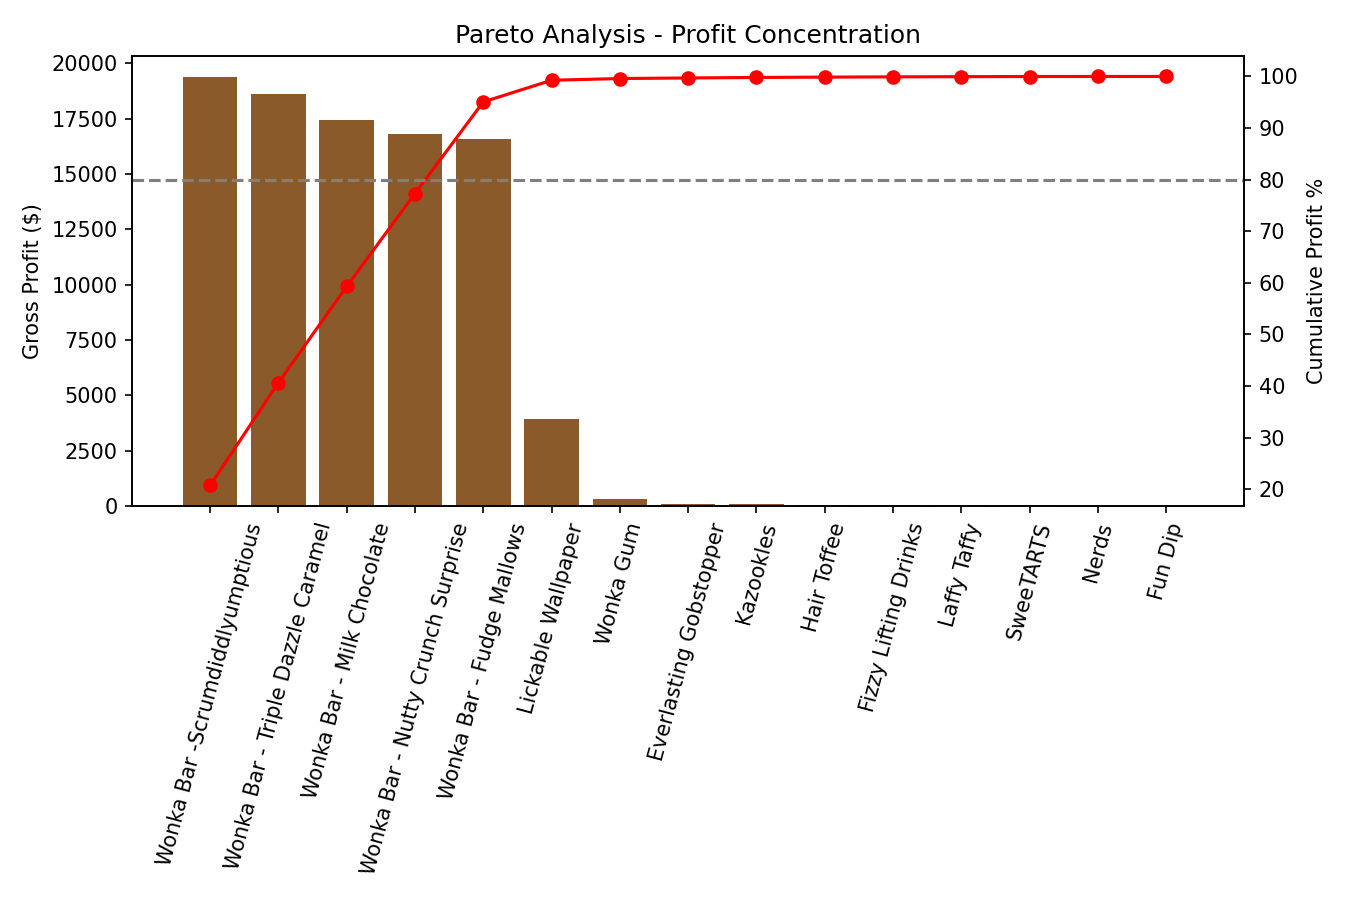 Pareto Analysis - Profit Concentration
Gross Profit ($)
20000
17500
15000
12500
10000
7500
5000
2500
0
100
90
80
70
60
50
40
30
20
Cumulative Profit %
Wonka Bar -Scrumdiddlyumptious
Wonka Bar - Triple Dazzle Caramel
Wonka Bar - Milk Chocolate
Wonka Bar - Nutty Crunch Surprise
Wonka Bar - Fudge Mallows
Lickable Wallpaper
Wonka Gum
Everlasting Gobstopper
Kazookles
Hair Toffee
Fizzy Lifting Drinks
Laffy Taffy
SweeTARTS
Nerds
Fun Dip